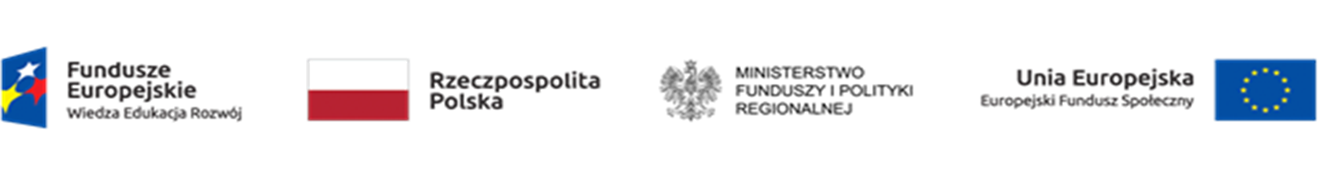 Fundusze
Europejskie
Wiedza Edukacja Rozwój
Rzeczpospolita
Polska
MINISTERSTWO
FUNDUSZY I POLITYKI
REGIONALNEJ
Unia Europejska
Europejski Fundusz Społeczny